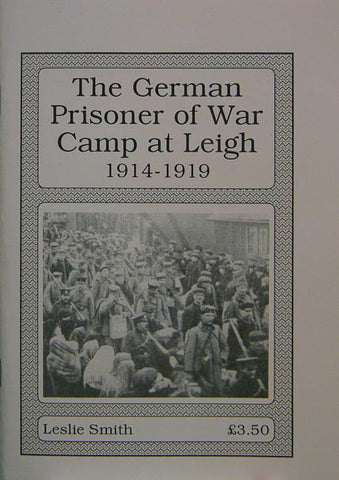 The German
Prisoner of War
Camp at Leigh
1914-1919
Leslie Smith
£3.50